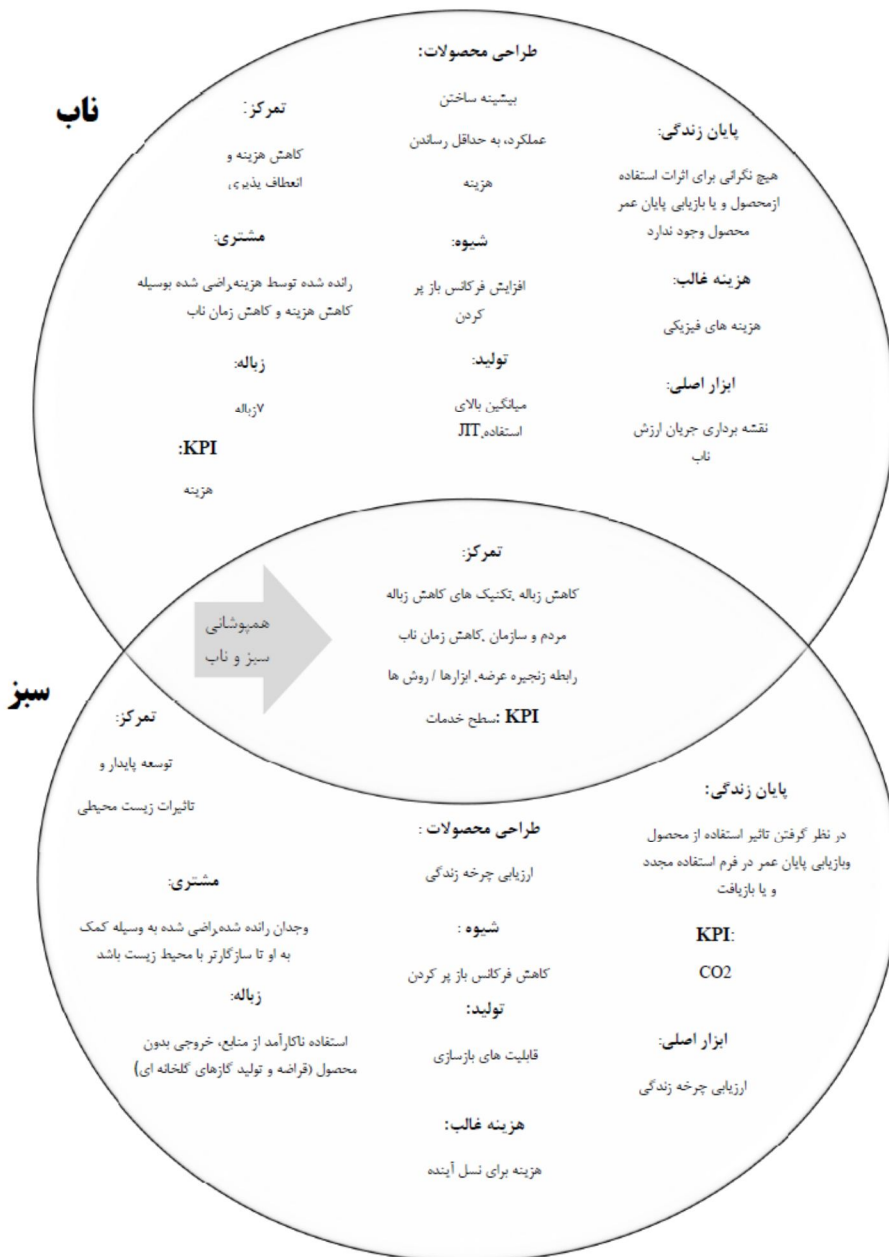 ناب
طراحی محصولات:
بیشینه ساختن
عملکرد، به حداقل رساندن
هزینه
شیوه:
افزایش فرکانس باز پر
کردن
تولید:
میانگین بالای
استفاده،JIT
پایان زندگی:
هیچ نگرانی برای اثرات استفاده
ازمحصول و یا بازیابی پایان عمر
محصول وجود ندارد
هزینه غالب:
هزینه های فیزیکی
ابزار اصلی:
نقشه برداری جریان ارزش
ناب
تمرکز:
کاهش هزینه و
انعطاف پذیری
مشتری:
رانده شده توسط هزینه،راضی شده بوسیله
کاهش هزینه و کاهش زمان ناب
زباله:
۷زباله
KPI:
هزینه
تمرکز:
کاهش زباله ،تکنیک های کاهش زباله
مردم و سازمان ،کاهش زمان ناب
رابطه زنجیره عرضه، ابزارها / روش ها
KPI :سطح خدمات
همپوشانی
سبز و ناب
سبز
پایان زندگی:
در نظر گرفتن تاثیر استفاده از محصول
وبازیابی پایان عمر در فرم استفاده مجدد
و یا بازیافت
KPI:
CO2
ابزار اصلی:
ارزیابی چرخه زندگی
طراحی محصولات :
ارزیابی چرخه زندگی
شیوه :
کاهش فرکانس باز پر کردن
تولید:
قابلیت های بازسازی
هزینه غالب:
هزینه برای نسل آینده
تمرکز:
توسعه پایدار و
تاثیرات زیست محیطی
مشتری:
وجدان رانده شده،راضی شده به وسیله کمک
به او تا سازگارتر با محیط زیست باشد
زباله:
استفاده ناکارآمد از منابع، خروجی بدون
محصول (قراضه و تولید گازهای گلخانه ای)